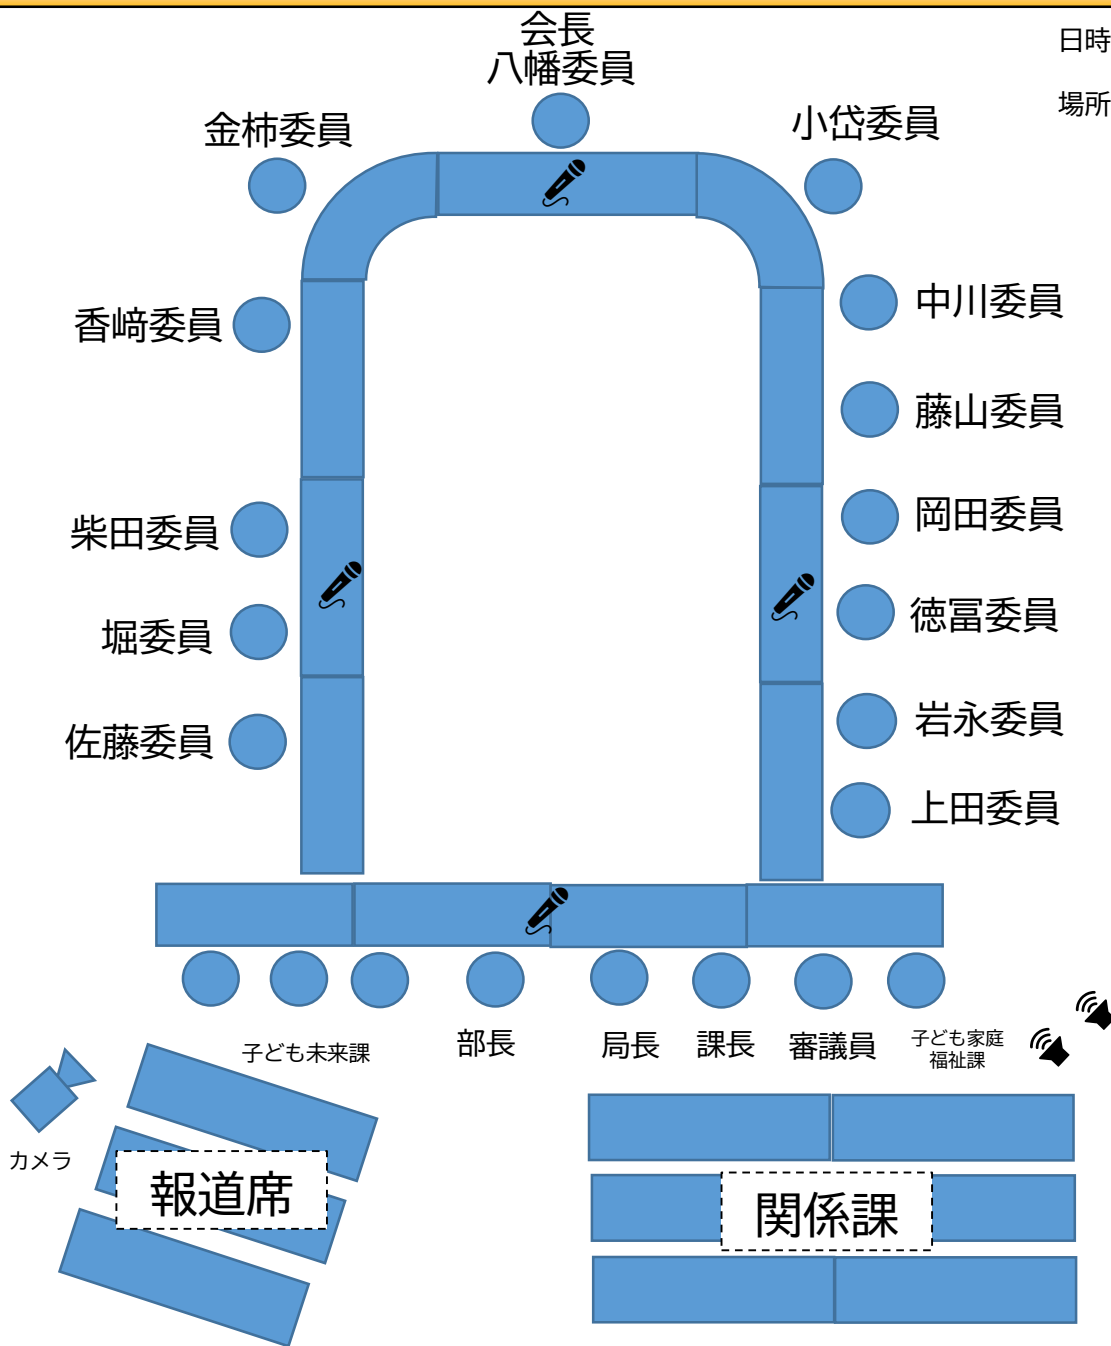 会長
八幡委員
日時
場所
金柿委員
小岱委員
香﨑委員
中川委員
藤山委員
柴田委員
岡田委員
堀委員
徳冨委員
佐藤委員
岩永委員
上田委員
子ども未来課
部長
局長
課長
審議員
子ども家庭
福祉課
カメラ
報道席
関係課